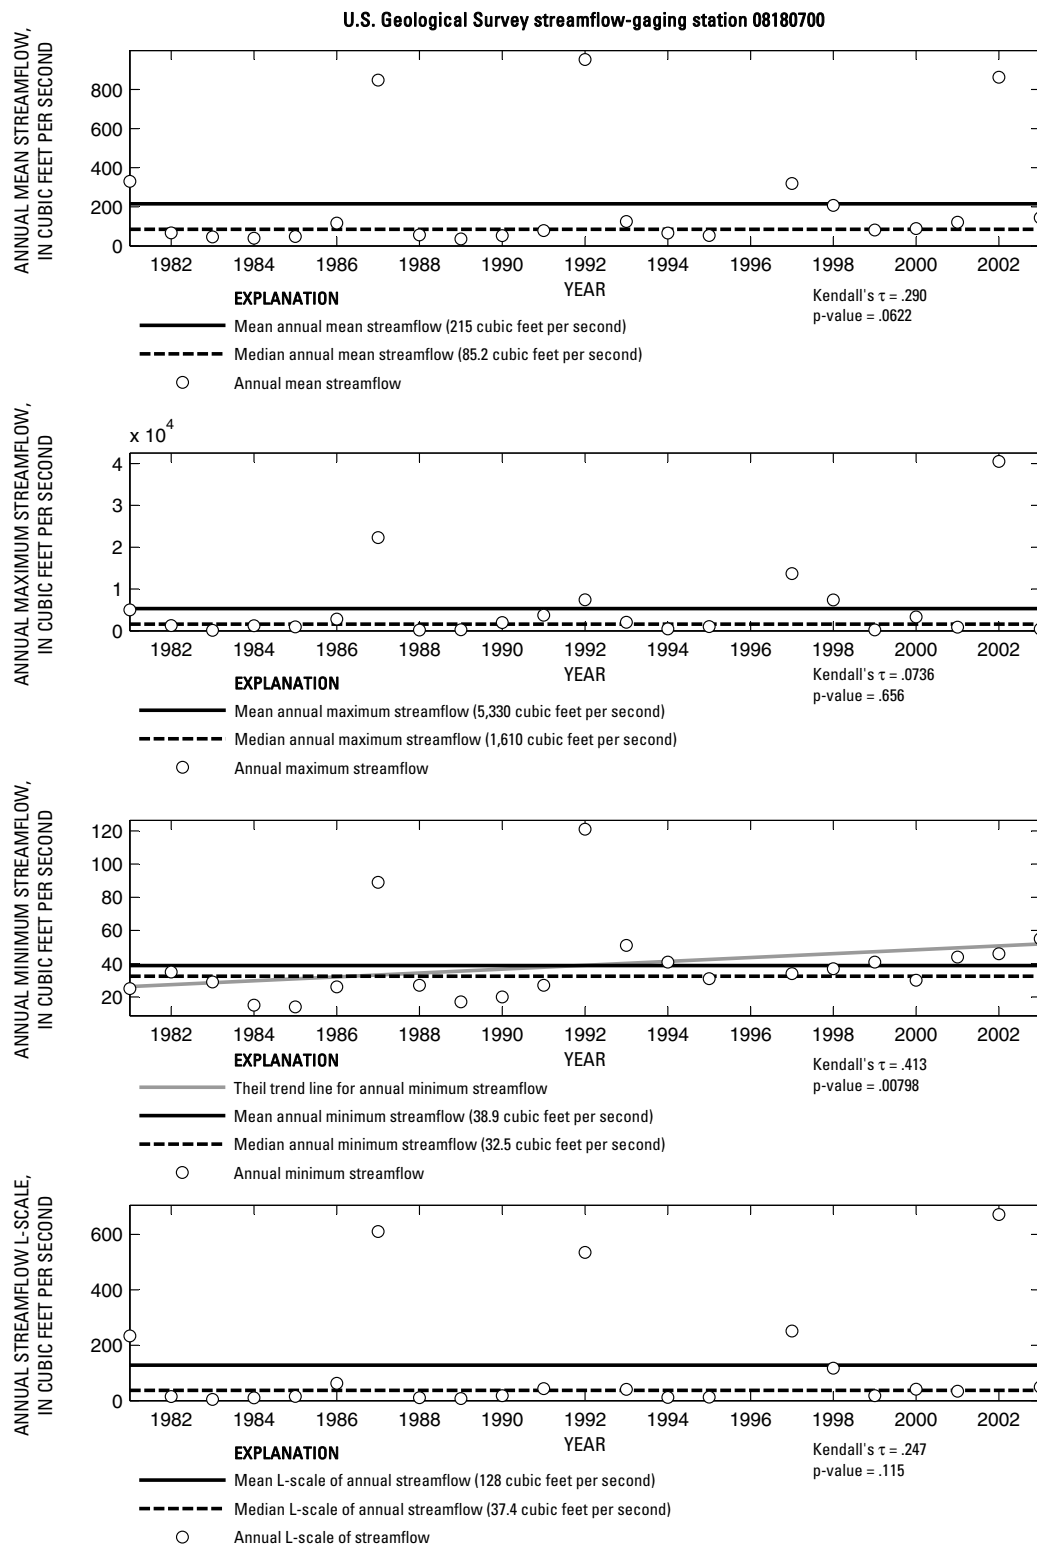 U.S. Geological Survey streamflow-gaging station 08180700
ANNUAL MEAN STREAMFLOW,
IN CUBIC FEET PER SECOND
800
600
400
200
0
1982 1984 1986 1988 1990 1992 1994 1996 1998 2000 2002
YEAR
Kendall's τ = .290
p-value = .0622
EXPLANATION
Mean annual mean streamflow (215 cubic feet per second)
Median annual mean streamflow (85.2 cubic feet per second)
Annual mean streamflow
ANNUAL MAXIMUM STREAMFLOW,
IN CUBIC FEET PER SECOND
x 10^4
4
3
2
1
0
1982 1984 1986 1988 1990 1992 1994 1996 1998 2000 2002
YEAR
Kendall's τ = .0736
p-value = .656
EXPLANATION
Mean annual maximum streamflow (5,330 cubic feet per second)
Median annual maximum streamflow (1,610 cubic feet per second)
Annual maximum streamflow
ANNUAL MINIMUM STREAMFLOW,
IN CUBIC FEET PER SECOND
120
100
80
60
40
20
1982 1984 1986 1988 1990 1992 1994 1996 1998 2000 2002
YEAR
Kendall's τ = .413
p-value = .00798
EXPLANATION
Theil trend line for annual minimum streamflow
Mean annual minimum streamflow (38.9 cubic feet per second)
Median annual minimum streamflow (32.5 cubic feet per second)
Annual minimum streamflow
ANNUAL STREAMFLOW L-SCALE,
IN CUBIC FEET PER SECOND
600
400
200
0
1982 1984 1986 1988 1990 1992 1994 1996 1998 2000 2002
YEAR
Kendall's τ = .247
p-value = .115
EXPLANATION
Mean L-scale of annual streamflow (128 cubic feet per second)
Median L-scale of annual streamflow (37.4 cubic feet per second)
Annual L-scale of streamflow